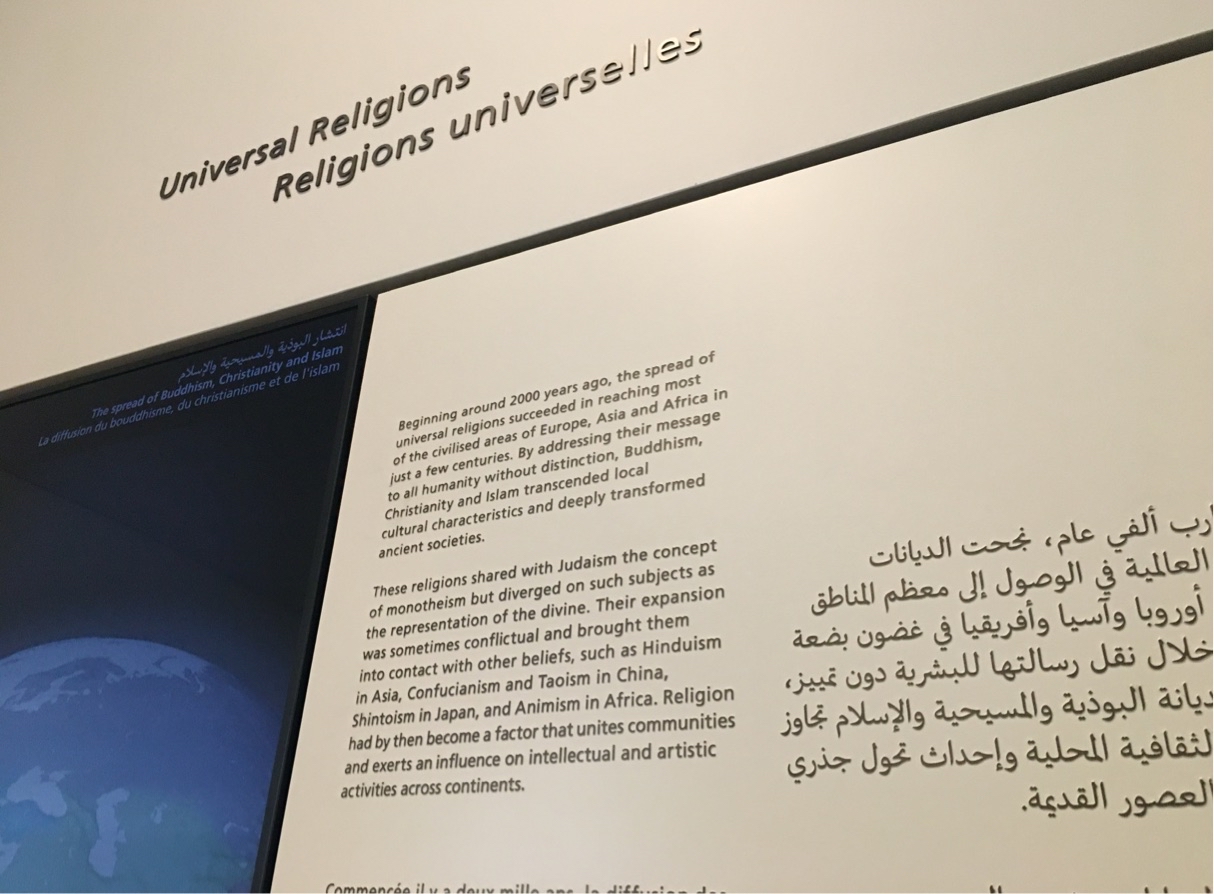 Universal Religions
Religions universelles
انتشار البوذية والمسيحية والإسلام
The spread of Buddhism, Christianity and Islam
La diffusion du bouddhisme, du christianisme et de l'islam
Beginning around 2000 years ago, the spread of
universal religions succeeded in reaching most
of the civilised areas of Europe, Asia and Africa in
just a few centuries. By addressing their message
to all humanity without distinction, Buddhism,
Christianity and Islam transcended local
cultural characteristics and deeply transformed
ancient societies.
These religions shared with Judaism the concept
of monotheism but diverged on such subjects as
the representation of the divine. Their expansion
was sometimes conflictual and brought them
into contact with other beliefs, such as Hinduism
in Asia, Confucianism and Taoism in China,
Shintoism in Japan, and Animism in Africa. Religion
had by then become a factor that unites communities
and exerts an influence on intellectual and artistic
activities across continents.
Commencée il y a deux mille ans, la diffusion des
ألفي عام، نجحت الديانات
العالمية في الوصول إلى معظم المناطق
أوروبا وآسيا وأفريقيا في غضون بضعة
خلال نقل رسالتها للبشرية دون تمييز،
ديانة البوذية والمسيحية والإسلام تجاوز
لثقافية المحلية وإحداث تحول جذري
العصور القديمة.